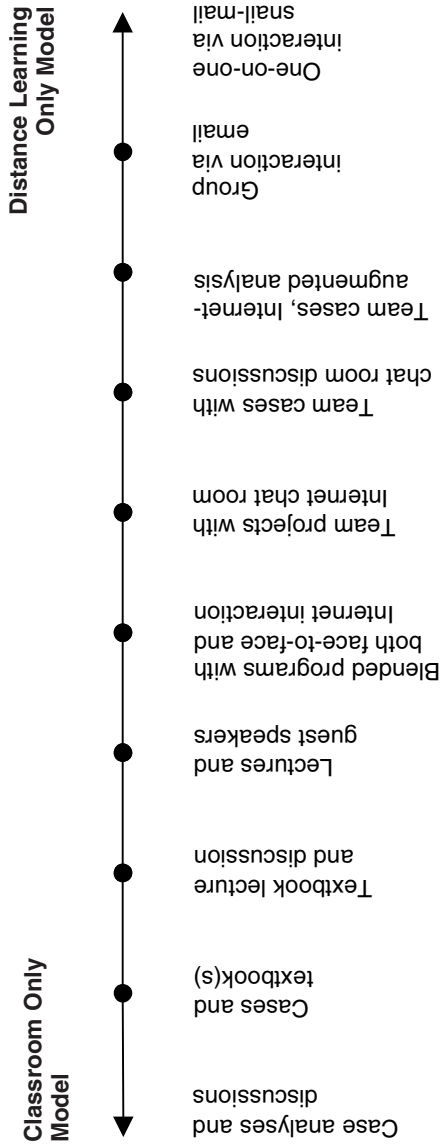 Classroom Only
Model
Distance Learning
Only Model
Case analyses and
discussions
Cases and
textbook(s)
Textbook lecture
and discussion
Lectures and
guest speakers
Blended programs with
both face-to-face and
Internet interaction
Team projects with
Internet chat room
Team cases with
chat room discussions
Team cases, Internet-
augmented analysis
Group
interaction via
email
One-on-one
interaction via
snail-mail